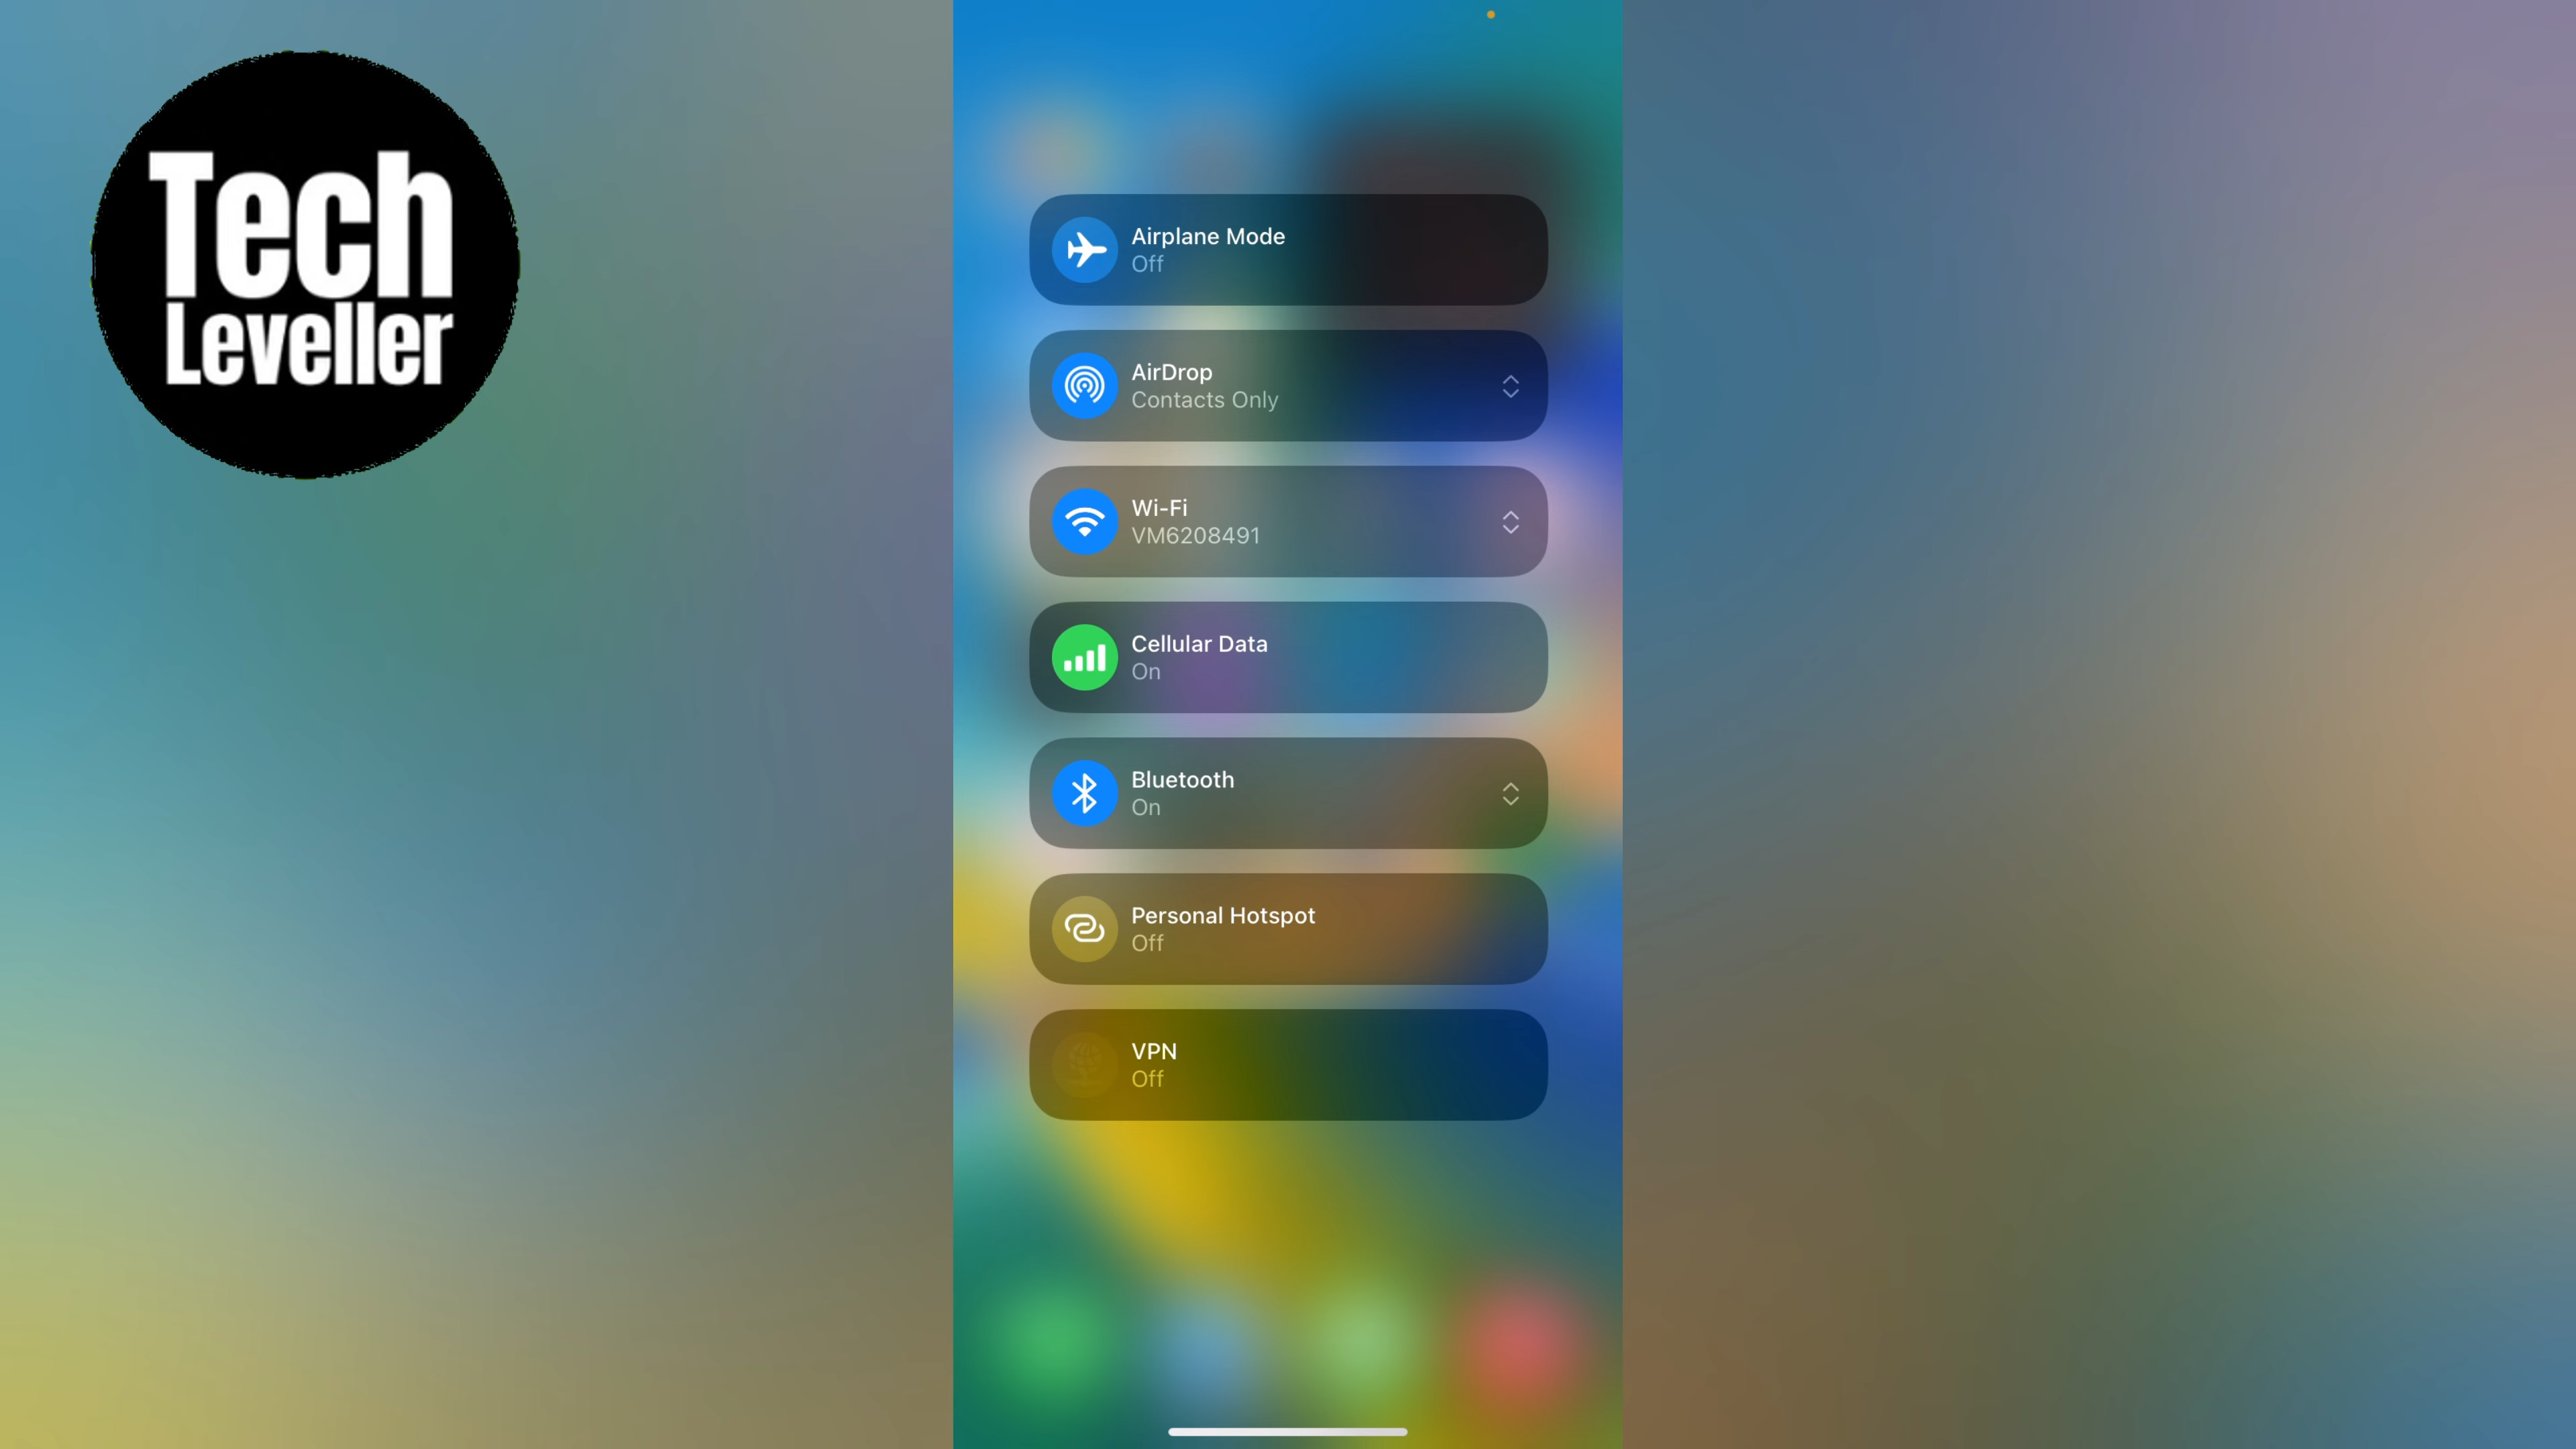 Tech
Leveller
Airplane Mode
Off
AirDrop
Contacts Only
Wi-Fi
VM6208491
Cellular Data
On
Bluetooth
On
Personal Hotspot
Off
VPN
Off